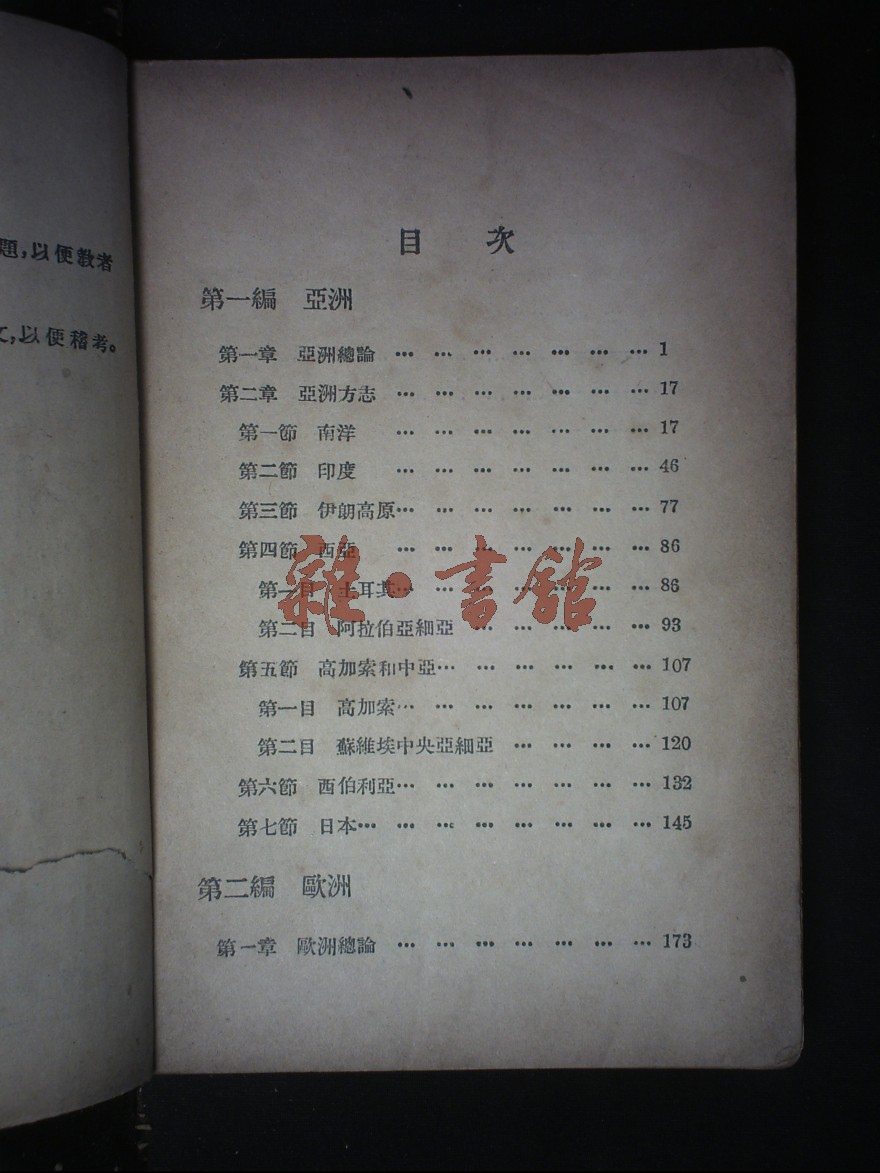 題,以便教者
,以便稽考。
目 次
第一編 亞洲
第一章 亞洲總論 … … … … … … … 1
第二章 亞洲方志 … … … … … … … 17
第一節 南洋 … … … … … … … 17
第二節 印度 … … … … … … … 46
第三節 伊朗高原… … … … … … … 77
第四節 西亞 … … … … … … … 86
第一目 土耳其… … … … … … … 86
第二目 阿拉伯亞細亞 … … … … … 93
第五節 高加索和中亞… … … … … … 107
第一目 高加索… … … … … … … 107
第二目 蘇維埃中央亞細亞 … … … … 120
第六節 西伯利亞… … … … … … … 132
第七節 日本… … … … … … … … 145
第二編 歐洲
第一章 歐洲總論 … … … … … … … 173
雜·書館